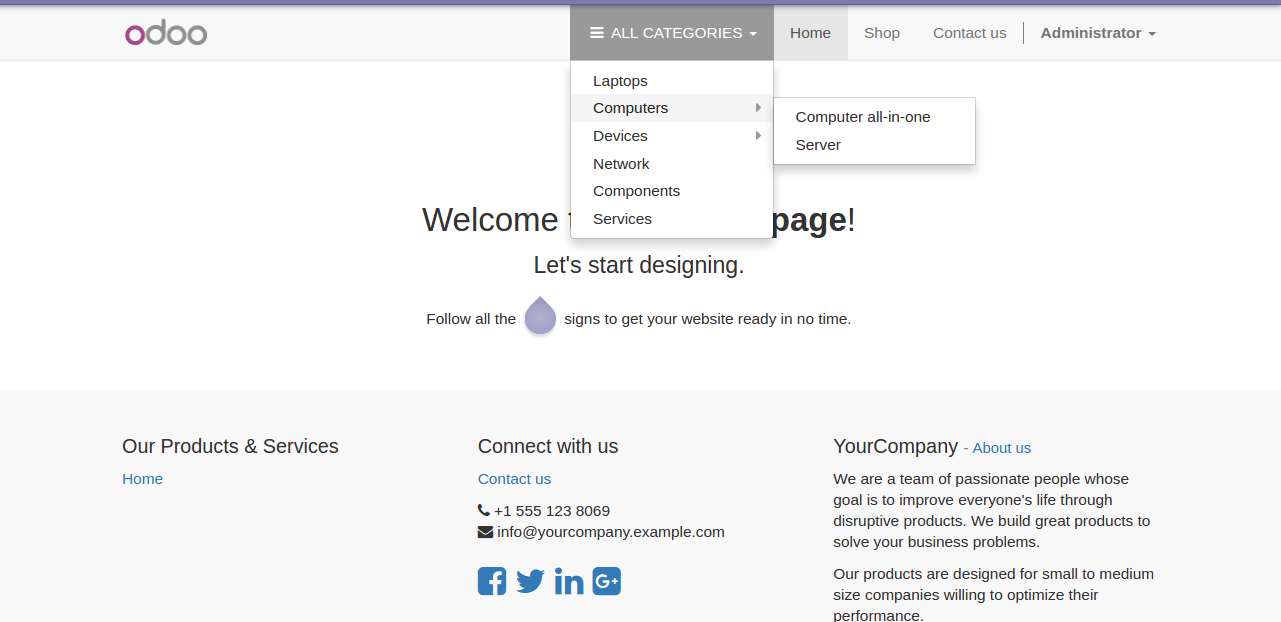 odoo
ALL CATEGORIES Home Shop Contact us Administrator
Laptops
Computers
Devices
Network
Components
Services
Computer all-in-one
Server
Welcome page!
Let's start designing.
Follow all the signs to get your website ready in no time.
Our Products & Services
Home
Connect with us
Contact us
+1 555 123 8069
info@yourcompany.example.com
YourCompany - About us
We are a team of passionate people whose
goal is to improve everyone's life through
disruptive products. We build great products to
solve your business problems.
Our products are designed for small to medium
size companies willing to optimize their
performance.